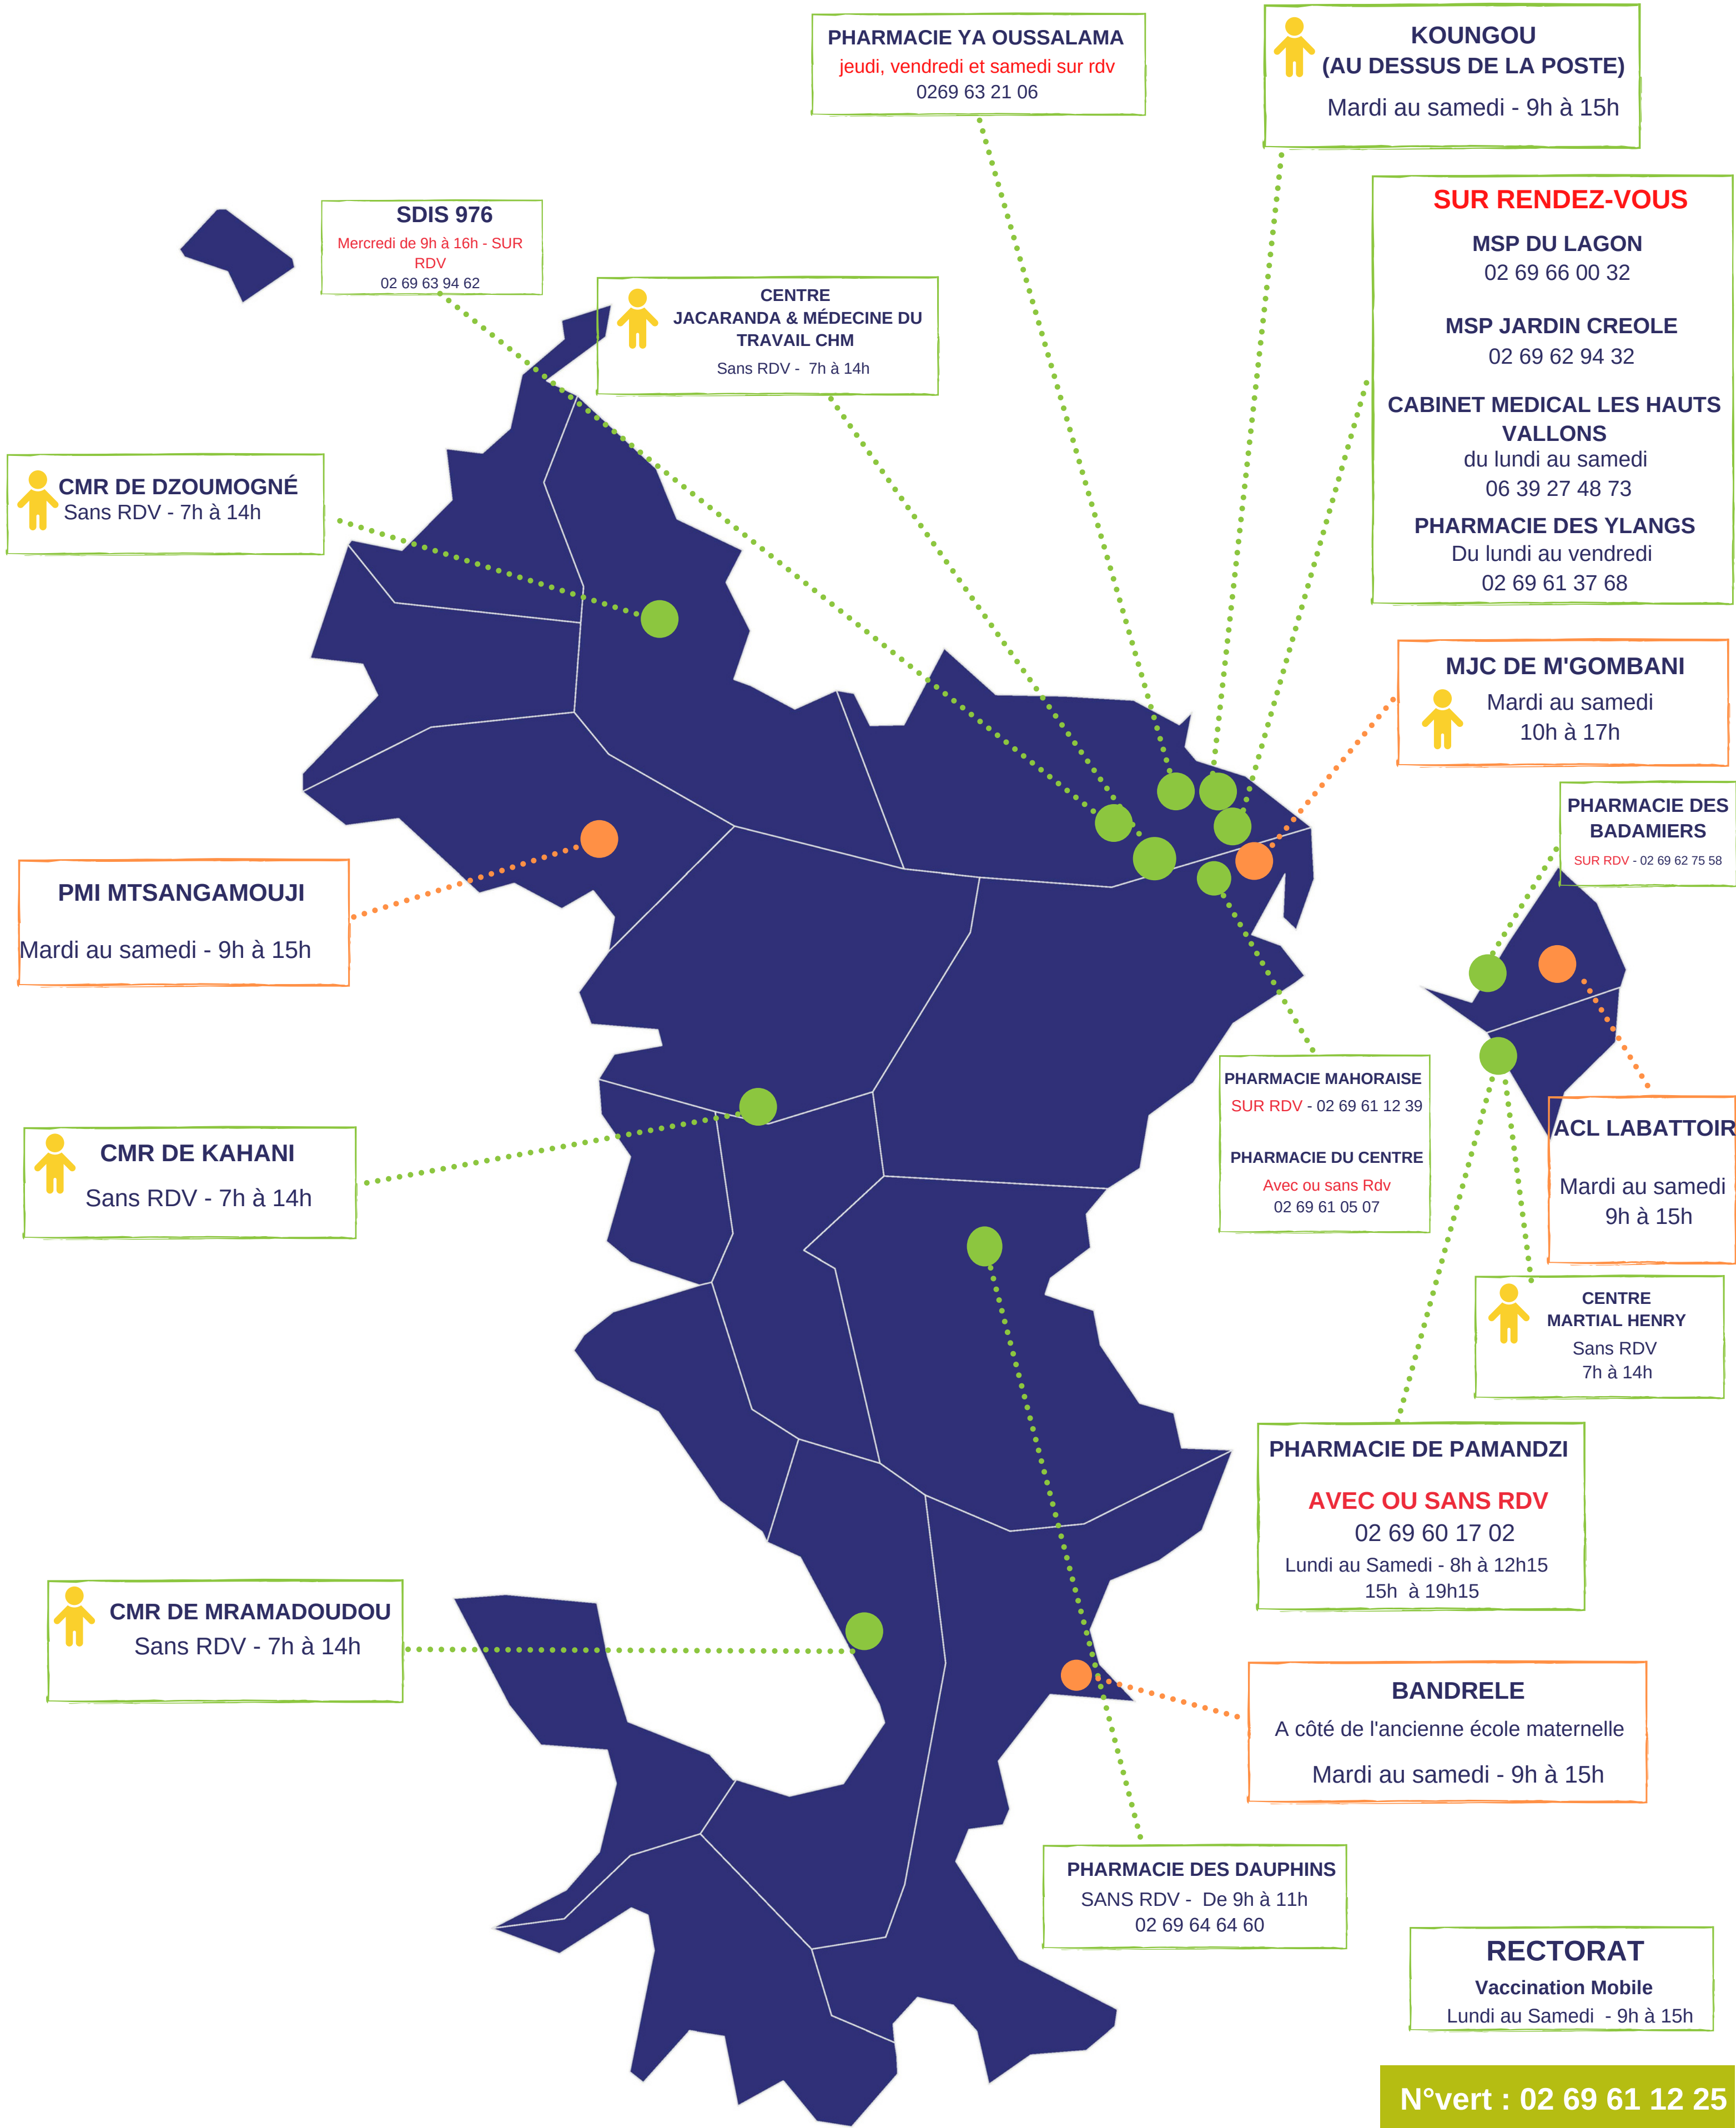 PHARMACIE YA OUSSALAMA
jeudi, vendredi et samedi sur rdv
0269 63 21 06
KOUNGOU
(AU DESSUS DE LA POSTE)
Mardi au samedi - 9h à 15h
SDIS 976
Mercredi de 9h à 16h - SUR
RDV
02 69 63 94 62
CENTRE
JACARANDA & MÉDECINE DU
TRAVAIL CHM
Sans RDV - 7h à 14h
SUR RENDEZ-VOUS
MSP DU LAGON
02 69 66 00 32
MSP JARDIN CREOLE
02 69 62 94 32
CABINET MEDICAL LES HAUTS
VALLONS
du lundi au samedi
06 39 27 48 73
PHARMACIE DES YLANGS
Du lundi au vendredi
02 69 61 37 68
CMR DE DZOUMOGNÉ
Sans RDV - 7h à 14h
MJC DE M'GOMBANI
Mardi au samedi
10h à 17h
PHARMACIE DES
BADAMIERS
SUR RDV - 02 69 62 75 58
PMI MTSANGAMOUJI
Mardi au samedi - 9h à 15h
PHARMACIE MAHORAISE
SUR RDV - 02 69 61 12 39
PHARMACIE DU CENTRE
Avec ou sans Rdv
02 69 61 05 07
ACL LABATTOIR
Mardi au samedi
9h à 15h
CMR DE KAHANI
Sans RDV - 7h à 14h
CENTRE
MARTIAL HENRY
Sans RDV
7h à 14h
PHARMACIE DE PAMANDZI
AVEC OU SANS RDV
02 69 60 17 02
Lundi au Samedi - 8h à 12h15
15h à 19h15
CMR DE MRAMADOUDOU
Sans RDV - 7h à 14h
BANDRELE
A côté de l'ancienne école maternelle
Mardi au samedi - 9h à 15h
PHARMACIE DES DAUPHINS
SANS RDV - De 9h à 11h
02 69 64 64 60
RECTORAT
Vaccination Mobile
Lundi au Samedi - 9h à 15h
N°vert : 02 69 61 12 25